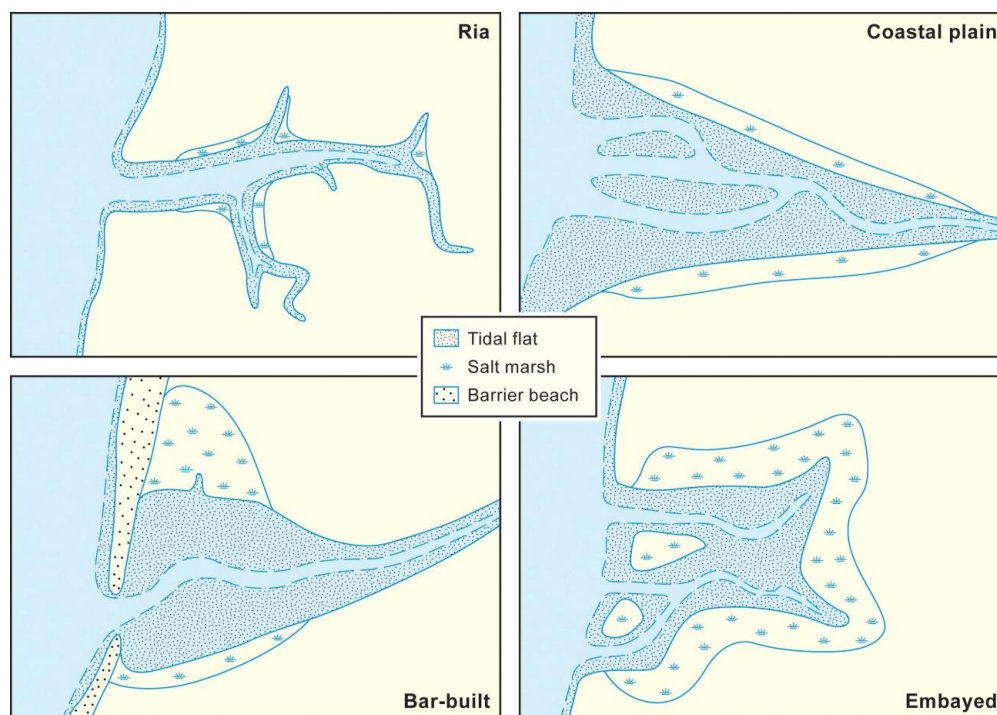 Ria
Coastal plain
Tidal flat
Salt marsh
Barrier beach
Bar-built
Embayed